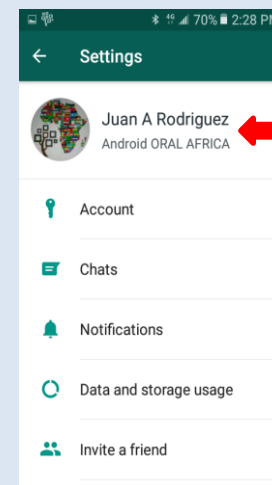 70% 2:28 PM
Settings
Juan A Rodriguez
Android ORAL AFRICA
Account
Chats
Notifications
Data and storage usage
Invite a friend